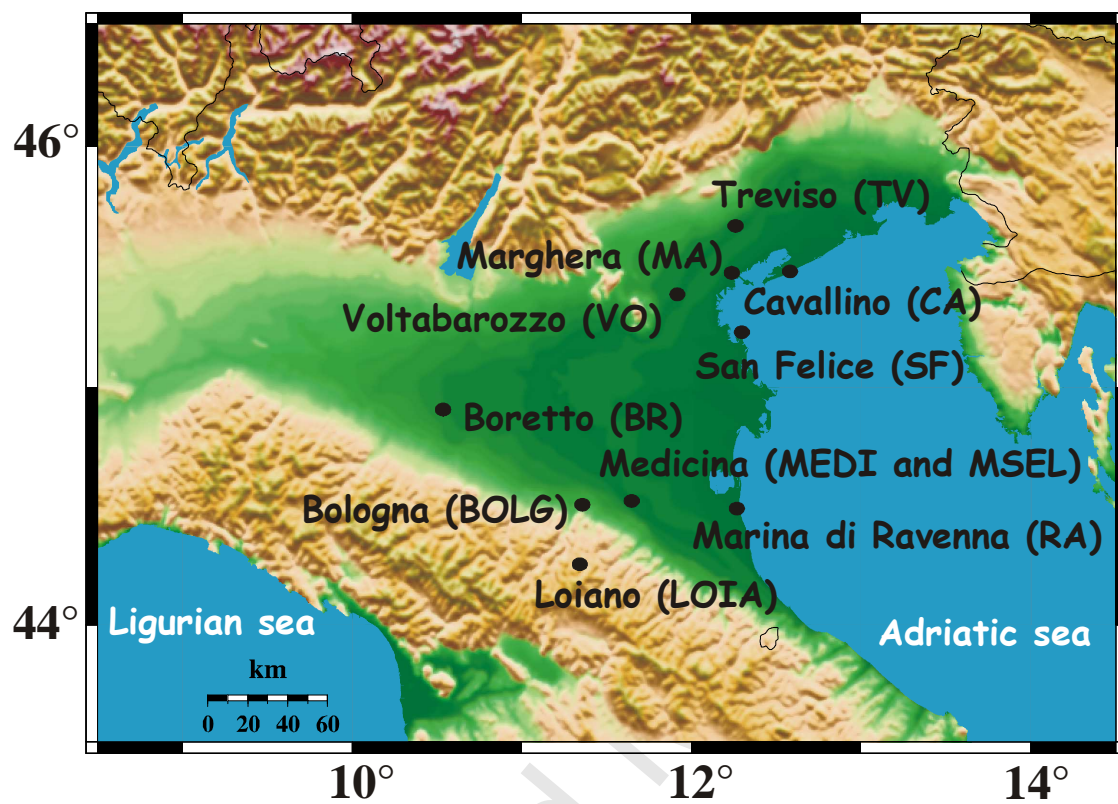 46°
Treviso (TV)
Marghera (MA)
Cavallino (CA)
Voltabarozzo (VO)
San Felice (SF)
Boretto (BR)
Medicina (MEDI and MSEL)
Bologna (BOLG)
Marina di Ravenna (RA)
Loiano (LOIA)
44°
Ligurian sea
Adriatic sea
km
0 20 40 60
10° 12° 14°